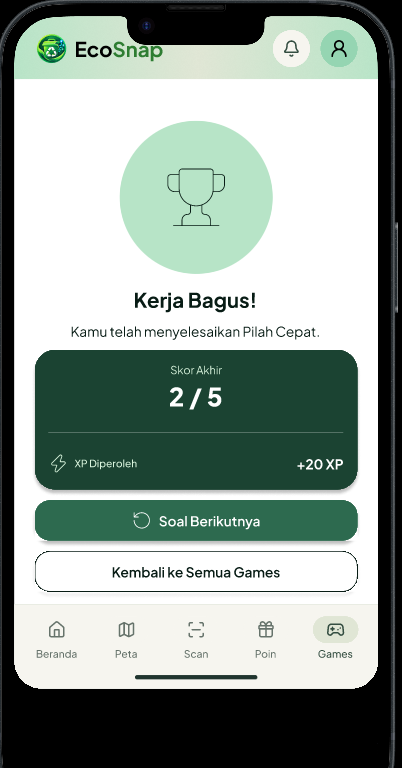 EcoSnap
Kerja Bagus!
Kamu telah menyelesaikan Pilah Cepat.
Skor Akhir
2 / 5
XP Diperoleh
+20 XP
Soal Berikutnya
Kembali ke Semua Games
Beranda
Peta
Scan
Poin
Games